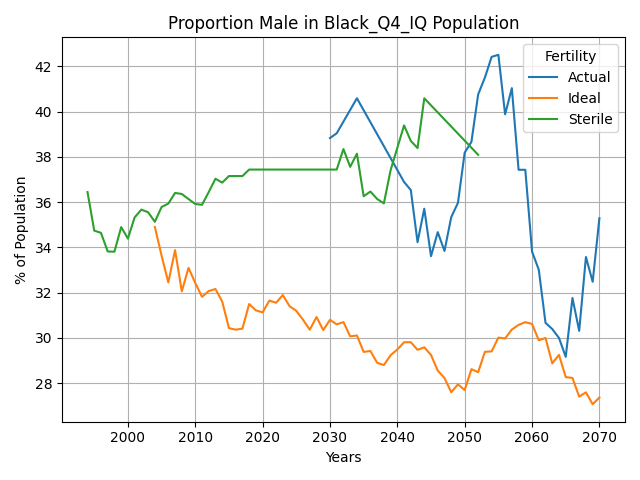 Proportion Male in Black_Q4_IQ Population
Fertility
Actual
Ideal
Sterile
% of Population
42
40
38
36
34
32
30
28
2000
2010
2020
2030
2040
2050
2060
2070
Years